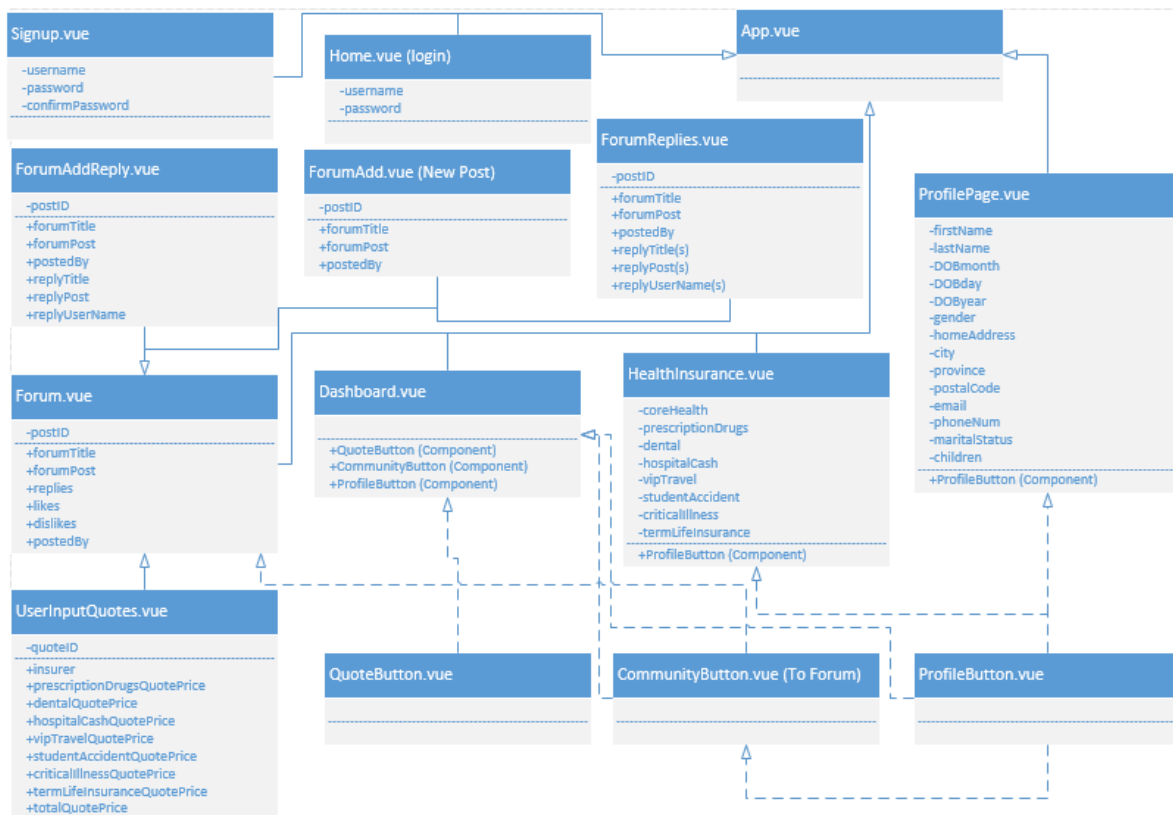 Signup.vue
-username
-password
-confirmPassword
Home.vue (login)
-username
-password
App.vue
ForumAddReply.vue
-postID
+forumTitle
+forumPost
+postedBy
+replyTitle
+replyPost
+replyUserName
ForumAdd.vue (New Post)
-postID
+forumTitle
+forumPost
+postedBy
ForumReplies.vue
-postID
+forumTitle
+forumPost
+postedBy
+replyTitle(s)
+replyPost(s)
+replyUserName(s)
ProfilePage.vue
-firstName
-lastName
-DOBmonth
-DOBday
-DOByear
-gender
-homeAddress
-city
-province
-postalCode
-email
-phoneNum
-maritalStatus
-children
+ProfileButton (Component)
Forum.vue
-postID
+forumTitle
+forumPost
+replies
+likes
+dislikes
+postedBy
Dashboard.vue
+QuoteButton (Component)
+CommunityButton (Component)
+ProfileButton (Component)
HealthInsurance.vue
-coreHealth
-prescriptionDrugs
-dental
-hospitalCash
-vipTravel
-studentAccident
-criticalIllness
-termLifeInsurance
+ProfileButton (Component)
UserInputQuotes.vue
-quoteID
+insurer
+prescriptionDrugsQuotePrice
+dentalQuotePrice
+hospitalCashQuotePrice
+vipTravelQuotePrice
+studentAccidentQuotePrice
+criticalIllnessQuotePrice
+termLifeInsuranceQuotePrice
+totalQuotePrice
QuoteButton.vue
CommunityButton.vue (To Forum)
ProfileButton.vue